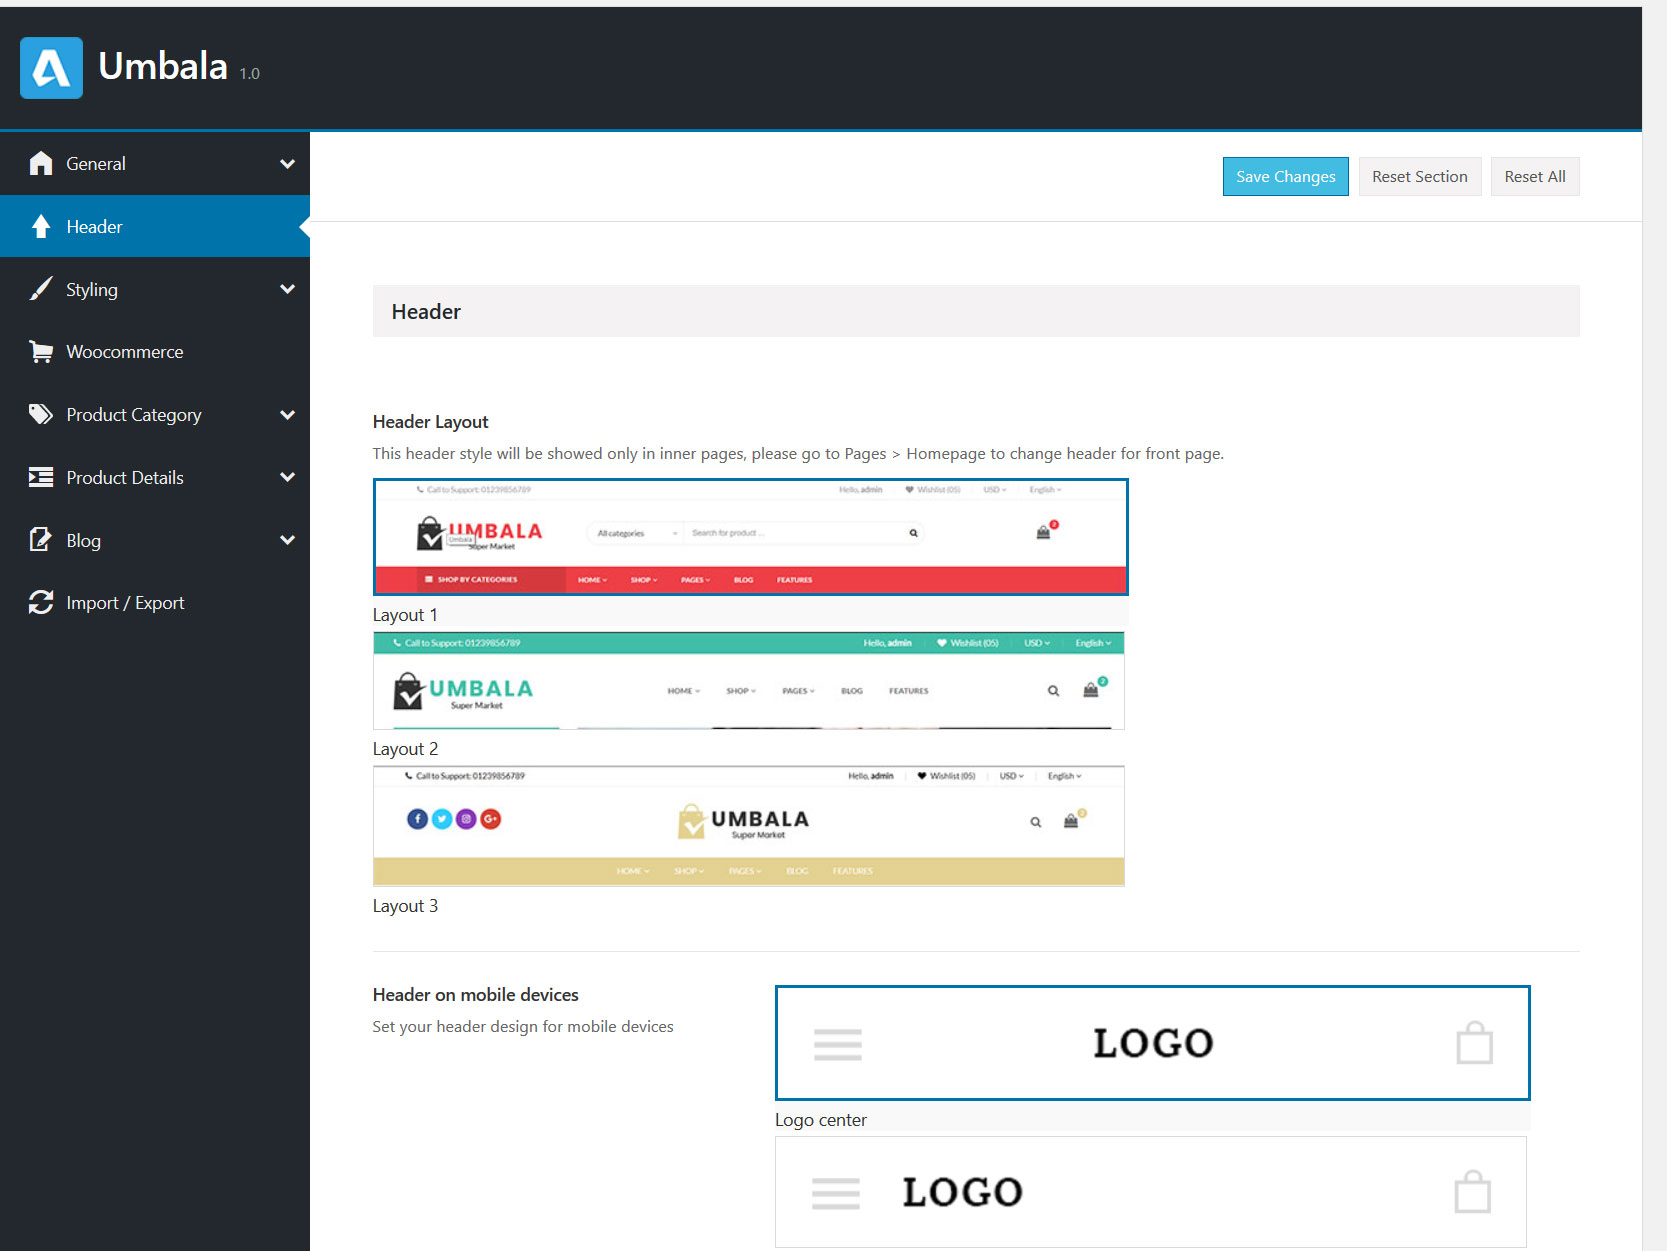 Umbala 1.0
General
Header
Styling
Woocommerce
Product Category
Product Details
Blog
Import / Export
Save Changes
Reset Section
Reset All
Header
Header Layout
This header style will be showed only in inner pages, please go to Pages > Homepage to change header for front page.
Call to Support: 01239856789
Hello, admin
Wishlist (05)
USD
English
UMBALA
Umbala
Super Market
All categories
Search for product ...
2
SHOP BY CATEGORIES
HOME
SHOP
PAGES
BLOG
FEATURES
Layout 1
Call to Support: 01239856789
Hello, admin
Wishlist (05)
USD
English
UMBALA
Super Market
HOME
SHOP
PAGES
BLOG
FEATURES
2
Layout 2
Call to Support: 01239856789
Hello, admin
Wishlist (05)
USD
English
UMBALA
Super Market
2
HOME
SHOP
PAGES
BLOG
FEATURES
Layout 3
Header on mobile devices
Set your header design for mobile devices
LOGO
Logo center
LOGO